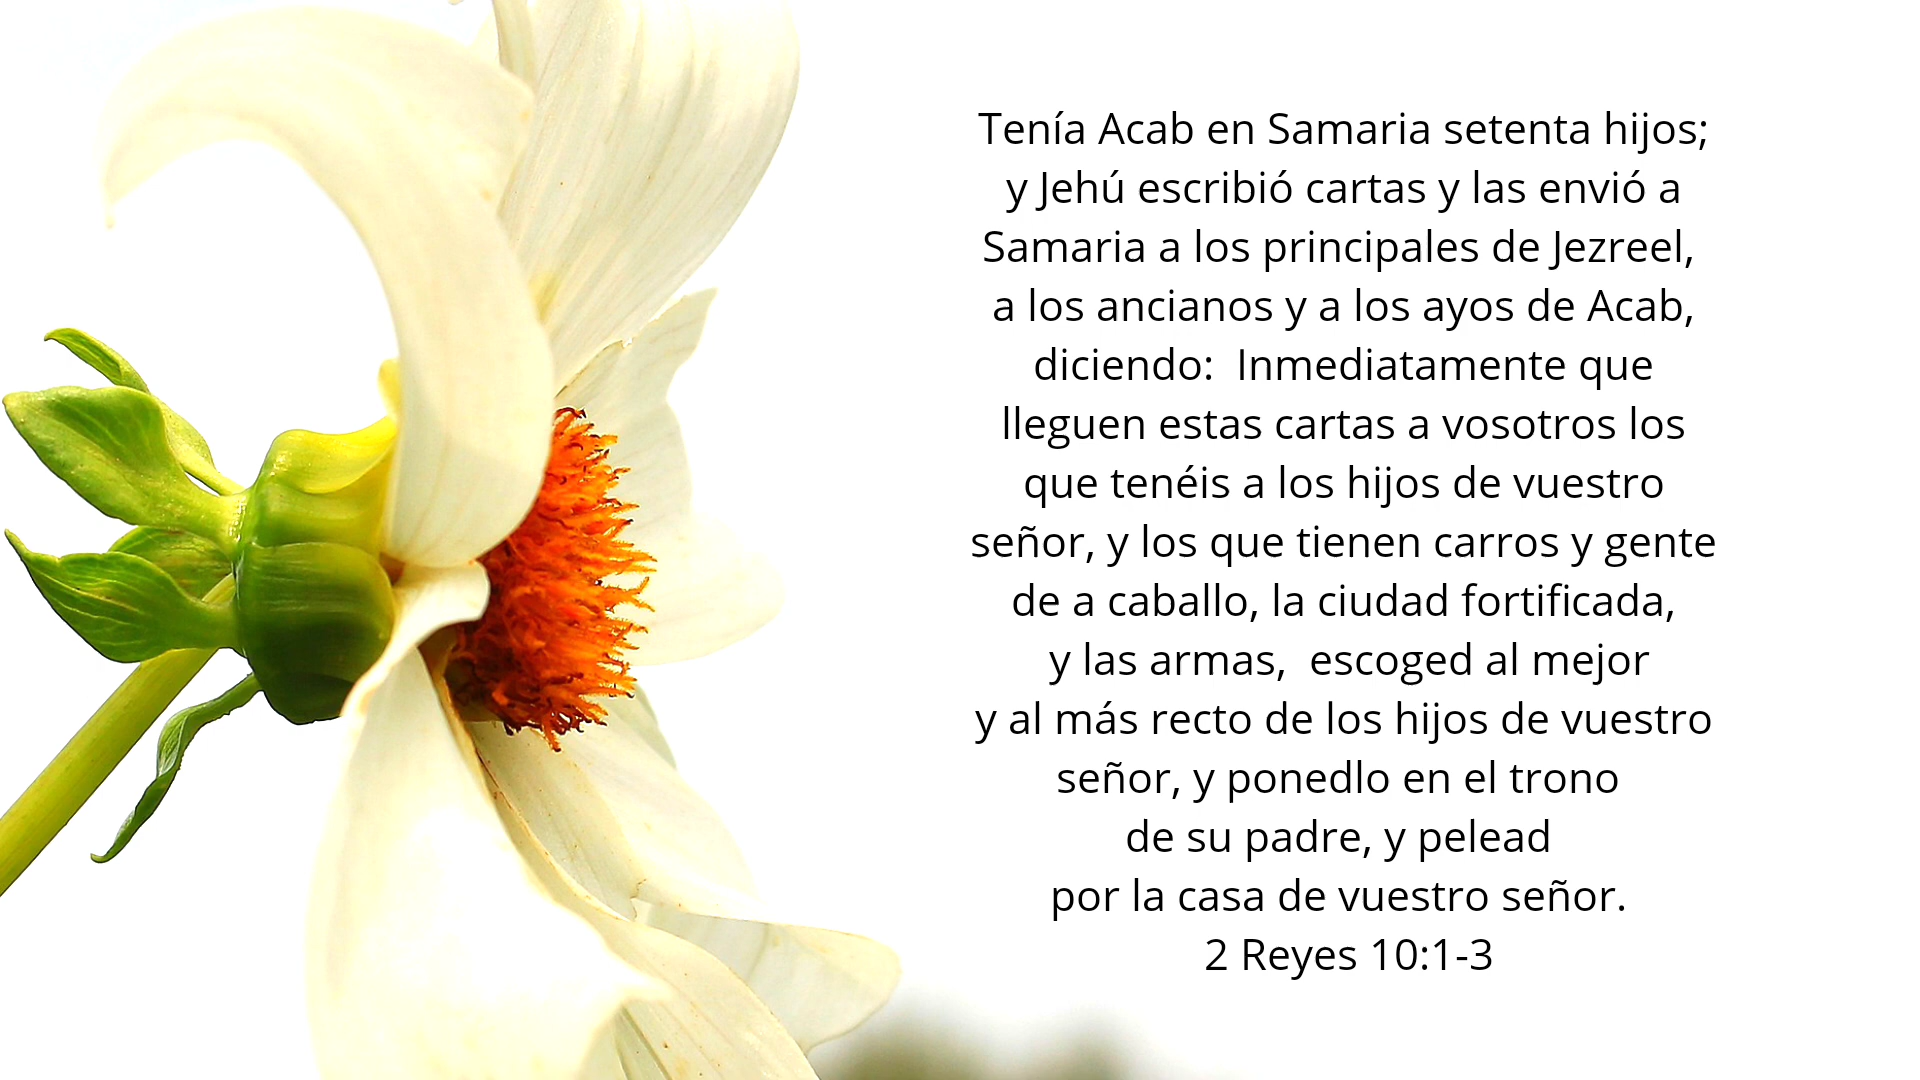 Tenía Acab en Samaria setenta hijos;
y Jehú escribió cartas y las envió a
Samaria a los principales de Jezreel,
a los ancianos y a los ayos de Acab,
diciendo:  Inmediatamente que
lleguen estas cartas a vosotros los
que tenéis a los hijos de vuestro
señor, y los que tienen carros y gente
de a caballo, la ciudad fortificada,
y las armas,  escoged al mejor
y al más recto de los hijos de vuestro
señor, y ponedlo en el trono
de su padre, y pelead
por la casa de vuestro señor.
2 Reyes 10:1-3